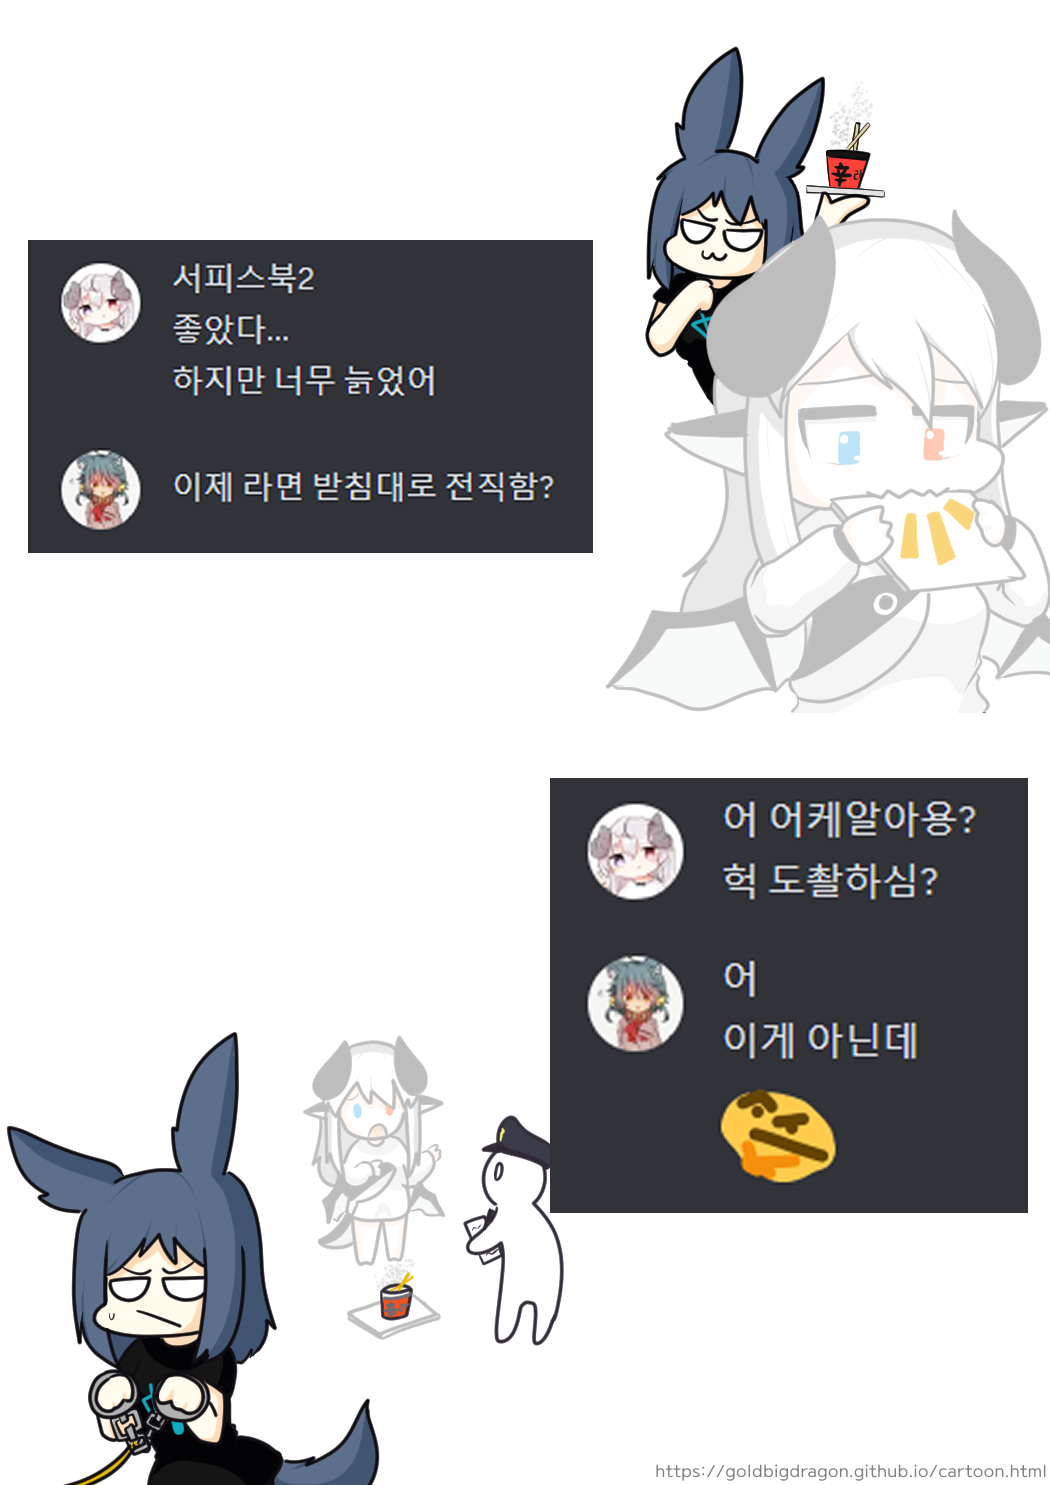 辛라
서피스북2
좋았다...
하지만 너무 늙었어
이제 라면 받침대로 전직함?
어 어케알아용?
헉 도촬하심?
어
이게 아닌데
https://goldbigdragon.github.io/cartoon.html